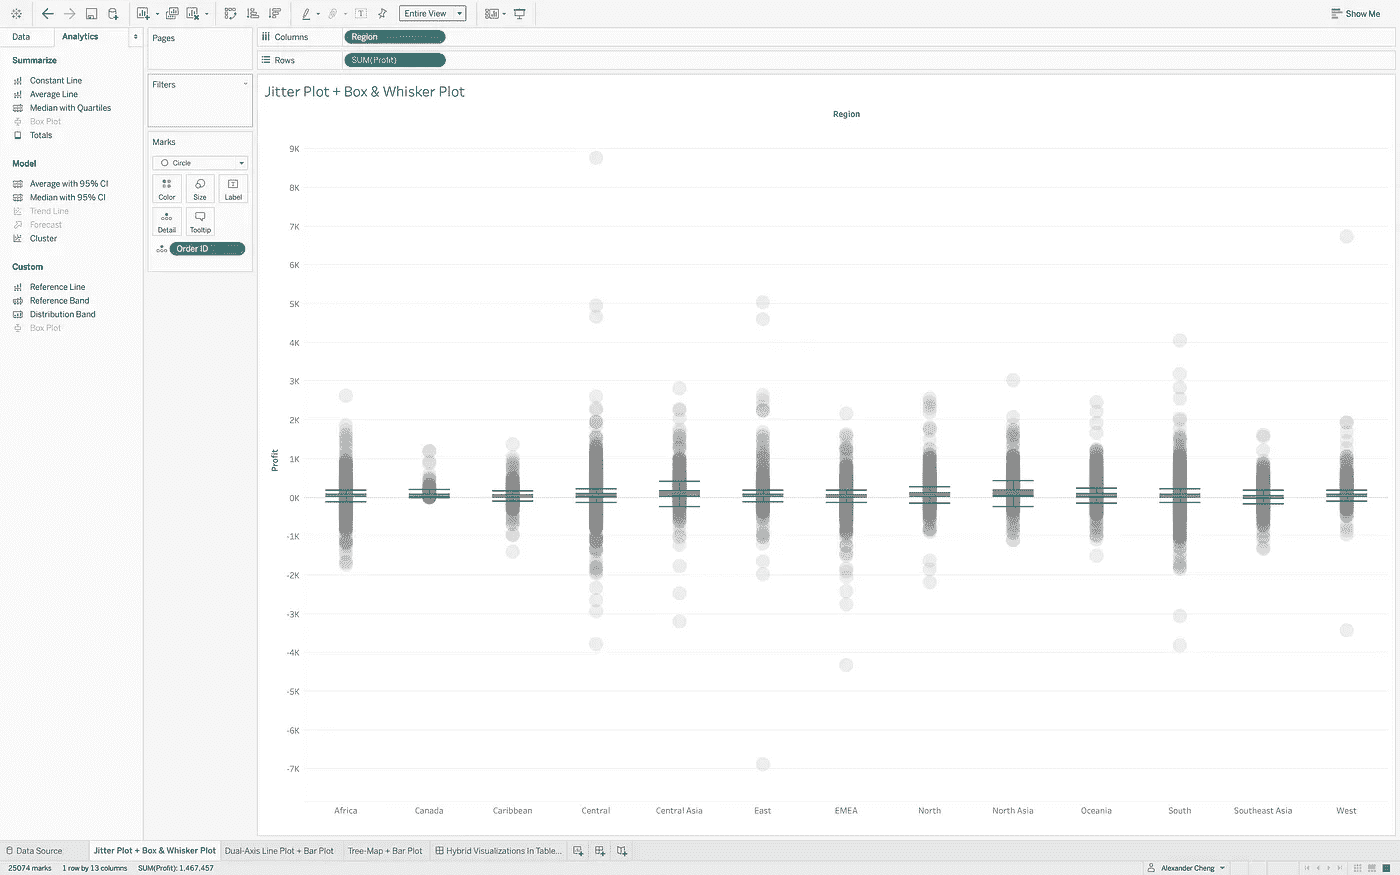 Entire View
Show Me
Data
Analytics
Pages
Columns
Region
Rows
SUM(Profit)
Summarize
Constant Line
Average Line
Median with Quartiles
Box Plot
Totals
Model
Average with 95% CI
Median with 95% CI
Trend Line
Forecast
Cluster
Custom
Reference Line
Reference Band
Distribution Band
Box Plot
Filters
Marks
Circle
Color
Size
Label
Detail
Tooltip
Order ID
Jitter Plot + Box & Whisker Plot
Region
9K
8K
7K
6K
5K
4K
3K
2K
1K
0K
-1K
-2K
-3K
-4K
-5K
-6K
-7K
Profit
Africa
Canada
Caribbean
Central
Central Asia
East
EMEA
North
North Asia
Oceania
South
Southeast Asia
West
Data Source
Jitter Plot + Box & Whisker Plot
Dual-Axis Line Plot + Bar Plot
Tree-Map + Bar Plot
Hybrid Visualizations In Table...
25074 marks
1 row by 13 columns
SUM(Profit): 1,467,457
Alexander Cheng